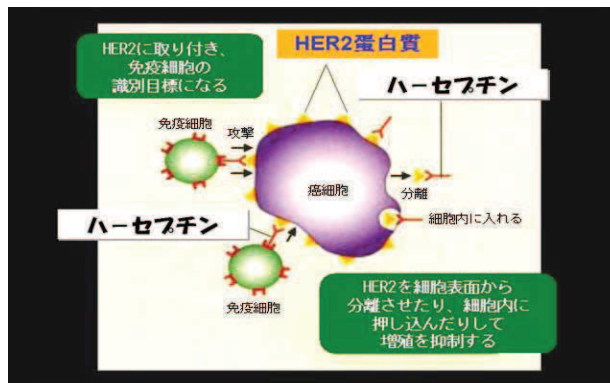 HER2に取り付き、
免疫細胞の
識別目標になる
HER2蛋白質
ハーセプチン
免疫細胞
攻撃
癌細胞
分離
細胞内に入れる
ハーセプチン
免疫細胞
HER2を細胞表面から
分離させたり、細胞内に
押し込んだりして
増殖を抑制する